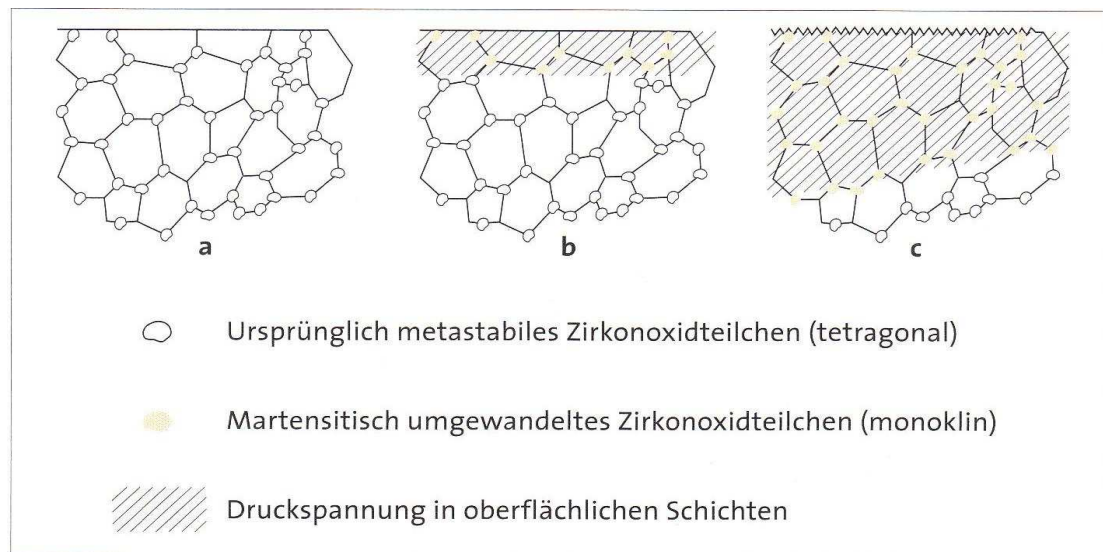 a b c
Ursprünglich metastabiles Zirkonoxidteilchen (tetragonal)
Martensitisch umgewandeltes Zirkonoxidteilchen (monoklin)
Druckspannung in oberflächlichen Schichten